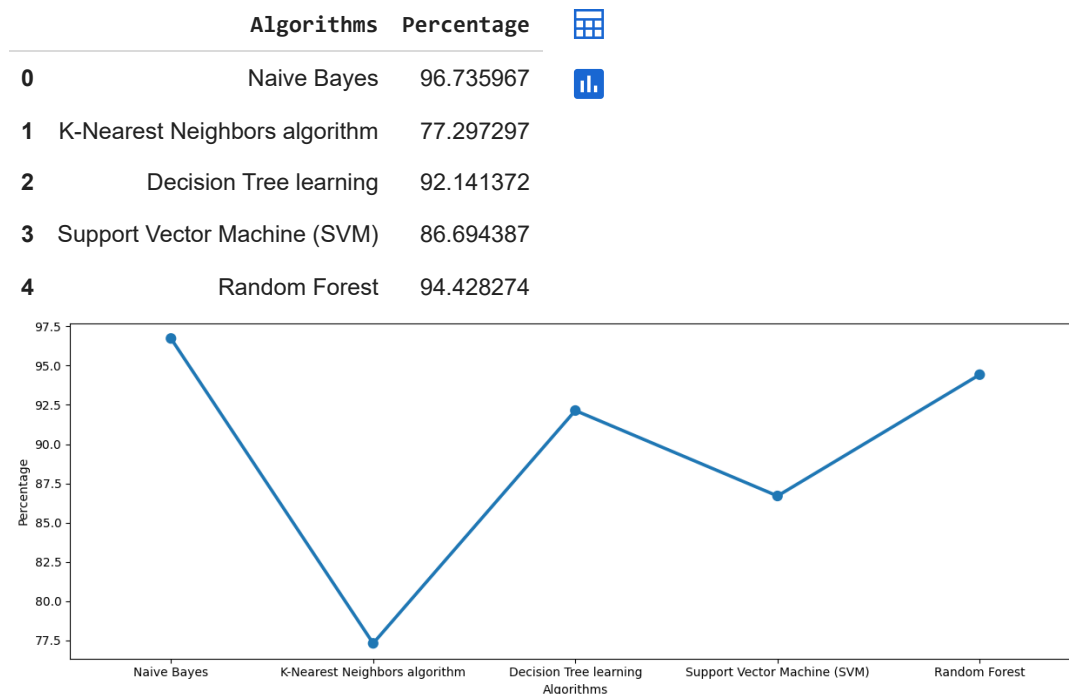 Algorithms Percentage
0 Naive Bayes 96.735967
1 K-Nearest Neighbors algorithm 77.297297
2 Decision Tree learning 92.141372
3 Support Vector Machine (SVM) 86.694387
4 Random Forest 94.428274
97.5
95.0
92.5
90.0
87.5
85.0
82.5
80.0
77.5
Percentage
Naive Bayes K-Nearest Neighbors algorithm Decision Tree learning Support Vector Machine (SVM) Random Forest
Algorithms